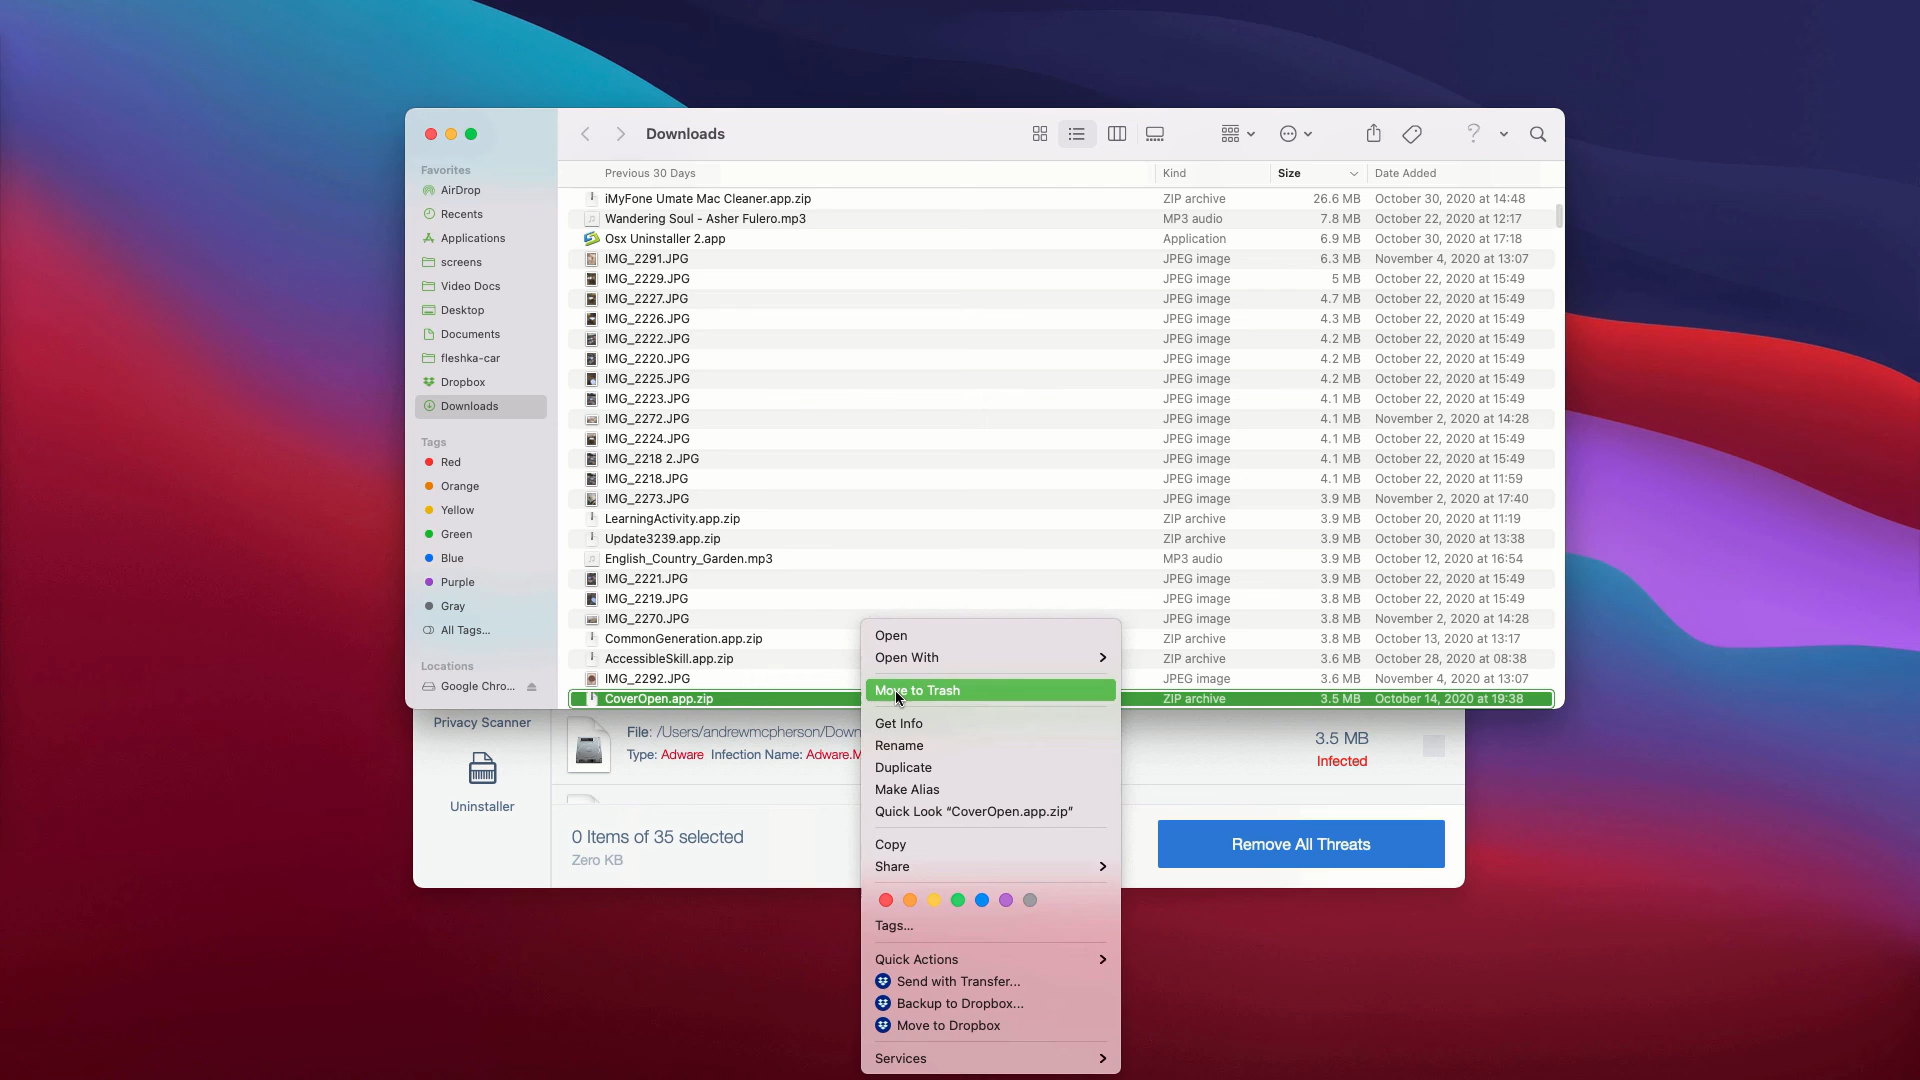 Downloads
Favorites
AirDrop
Recents
Applications
screens
Video Docs
Desktop
Documents
fleshka-car
Dropbox
Downloads
Tags
Red
Orange
Yellow
Green
Blue
Purple
Gray
All Tags...
Locations
Google Chro...
Previous 30 Days Kind Size Date Added
iMyFone Umate Mac Cleaner.app.zip ZIP archive 26.6 MB October 30, 2020 at 14:48
Wandering Soul - Asher Fulero.mp3 MP3 audio 7.8 MB October 22, 2020 at 12:17
Osx Uninstaller 2.app Application 6.9 MB October 30, 2020 at 17:18
IMG_2291.JPG JPEG image 6.3 MB November 4, 2020 at 13:07
IMG_2229.JPG JPEG image 5 MB October 22, 2020 at 15:49
IMG_2227.JPG JPEG image 4.7 MB October 22, 2020 at 15:49
IMG_2226.JPG JPEG image 4.3 MB October 22, 2020 at 15:49
IMG_2222.JPG JPEG image 4.2 MB October 22, 2020 at 15:49
IMG_2220.JPG JPEG image 4.2 MB October 22, 2020 at 15:49
IMG_2225.JPG JPEG image 4.2 MB October 22, 2020 at 15:49
IMG_2223.JPG JPEG image 4.1 MB October 22, 2020 at 15:49
IMG_2272.JPG JPEG image 4.1 MB November 2, 2020 at 14:28
IMG_2224.JPG JPEG image 4.1 MB October 22, 2020 at 15:49
IMG_2218 2.JPG JPEG image 4.1 MB October 22, 2020 at 15:49
IMG_2218.JPG JPEG image 4.1 MB October 22, 2020 at 11:59
IMG_2273.JPG JPEG image 3.9 MB November 2, 2020 at 17:40
LearningActivity.app.zip ZIP archive 3.9 MB October 20, 2020 at 11:19
Update3239.app.zip ZIP archive 3.9 MB October 30, 2020 at 13:38
English_Country_Garden.mp3 MP3 audio 3.9 MB October 12, 2020 at 16:54
IMG_2221.JPG JPEG image 3.9 MB October 22, 2020 at 15:49
IMG_2219.JPG JPEG image 3.8 MB October 22, 2020 at 15:49
IMG_2270.JPG JPEG image 3.8 MB November 2, 2020 at 14:28
CommonGeneration.app.zip ZIP archive 3.8 MB October 13, 2020 at 13:17
AccessibleSkill.app.zip ZIP archive 3.6 MB October 28, 2020 at 08:38
IMG_2292.JPG JPEG image 3.6 MB November 4, 2020 at 13:07
CoverOpen.app.zip ZIP archive 3.5 MB October 14, 2020 at 19:38
Open
Open With
Move to Trash
Get Info
Rename
Duplicate
Make Alias
Quick Look “CoverOpen.app.zip”
Copy
Share
Tags...
Quick Actions
Send with Transfer...
Backup to Dropbox...
Move to Dropbox
Services
Privacy Scanner
Uninstaller
File: /Users/andrewmcpherson/Down
Type: Adware Infection Name: Adware.M
3.5 MB
Infected
0 Items of 35 selected
Zero KB
Remove All Threats